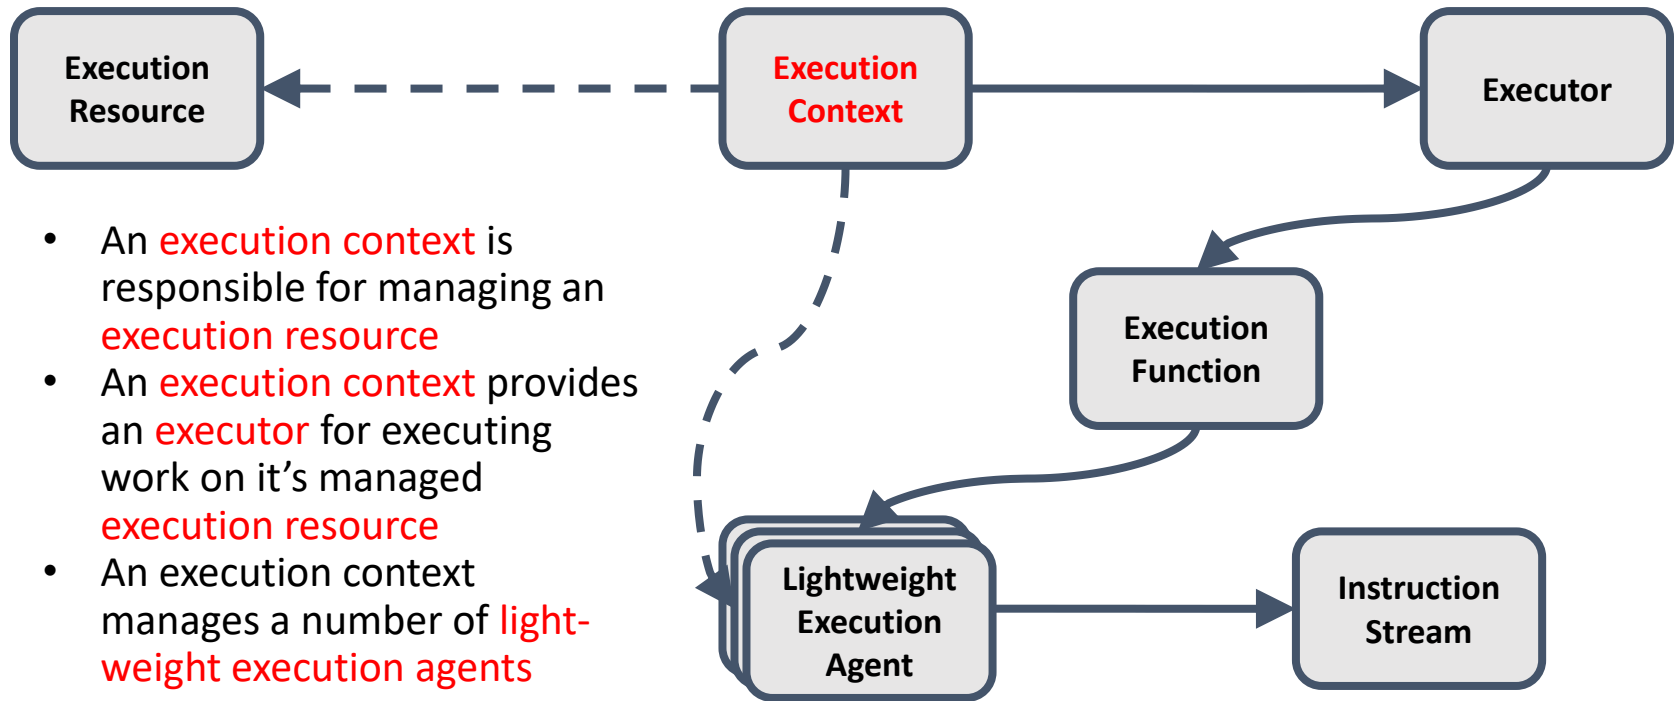 Execution
Resource
Execution
Context
Executor
• An execution context is
responsible for managing an
execution resource
• An execution context provides
an executor for executing
work on it’s managed
execution resource
• An execution context
manages a number of light-
weight execution agents
Execution
Function
Lightweight
Execution
Agent
Instruction
Stream